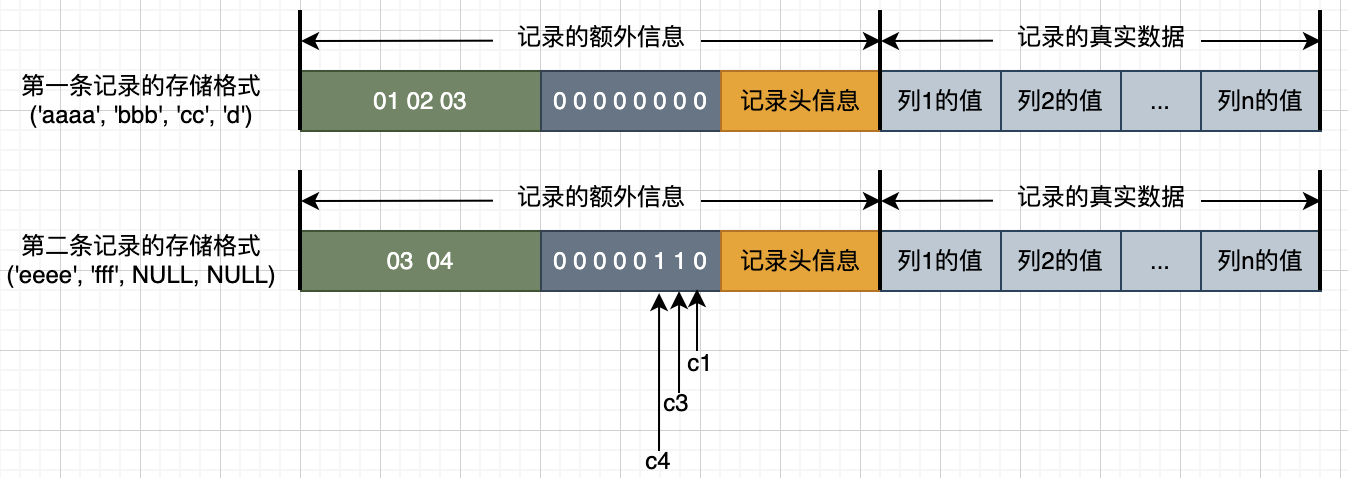 记录的额外信息 记录的真实数据
第一条记录的存储格式
('aaaa', 'bbb', 'cc', 'd')
01 02 03 0 0 0 0 0 0 0 0 记录头信息 列1的值 列2的值 ... 列n的值
记录的额外信息 记录的真实数据
第二条记录的存储格式
('eeee', 'fff', NULL, NULL)
03 04 0 0 0 0 0 1 1 0 记录头信息 列1的值 列2的值 ... 列n的值
c1
c3
c4